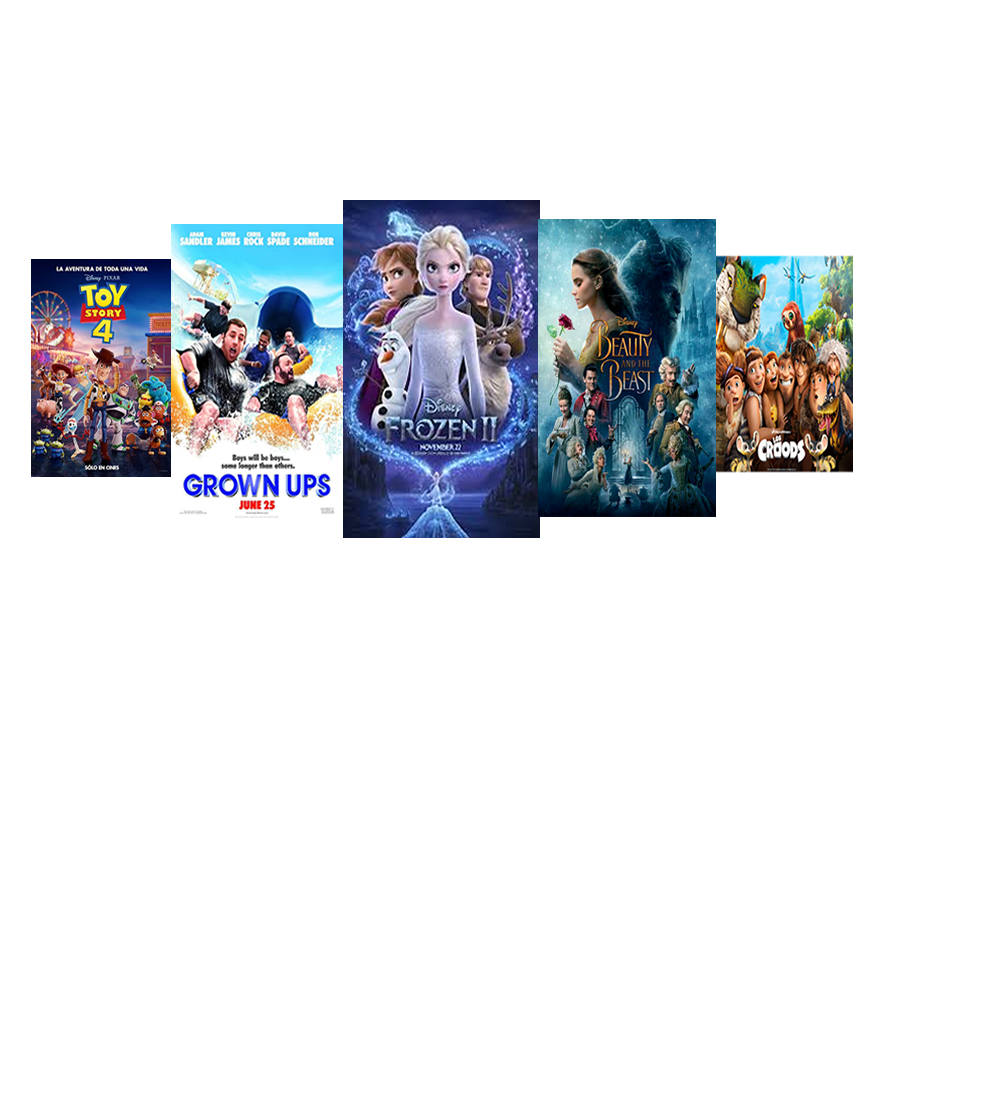 LA AVENTURA DE TODA UNA VIDA
Disney PIXAR
TOY
STORY
4
SÓLO EN CINES
ADAM KEVIN CHRIS DAVID ROB
SANDLER JAMES ROCK SPADE SCHNEIDER
Boys will be boys...
some longer than others.
GROWN UPS
JUNE 25
Disney
FROZEN II
NOVEMBER 22
Disney
BEAUTY
AND THE
BEAST
LOS
CROODS